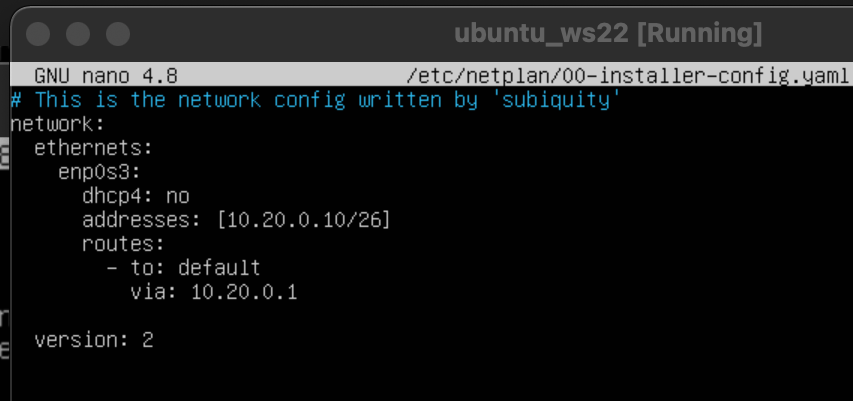 ubuntu_ws22 [Running]
GNU nano 4.8 /etc/netplan/00-installer-config.yaml
# This is the network config written by 'subiquity'
network:
  ethernets:
    enp0s3:
      dhcp4: no
      addresses: [10.20.0.10/26]
      routes:
        - to: default
          via: 10.20.0.1
  version: 2